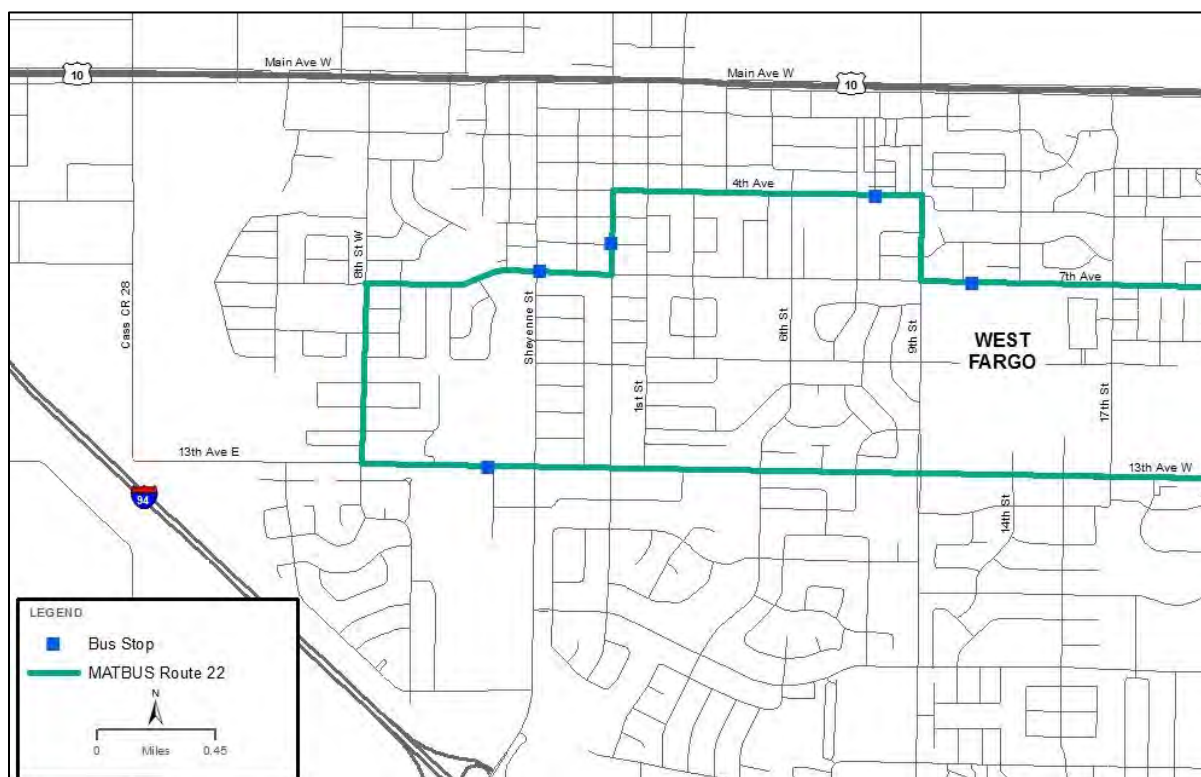 Main Ave W
10
Main Ave W
10
4th Ave
8th St W
7th Ave
Cass CR 28
Sheyenne St
6th St
9th St
WEST
FARGO
1st St
17th St
13th Ave E
13th Ave W
94
14th St
LEGEND
Bus Stop
MATBUS Route 22
N
0 Miles 0.45